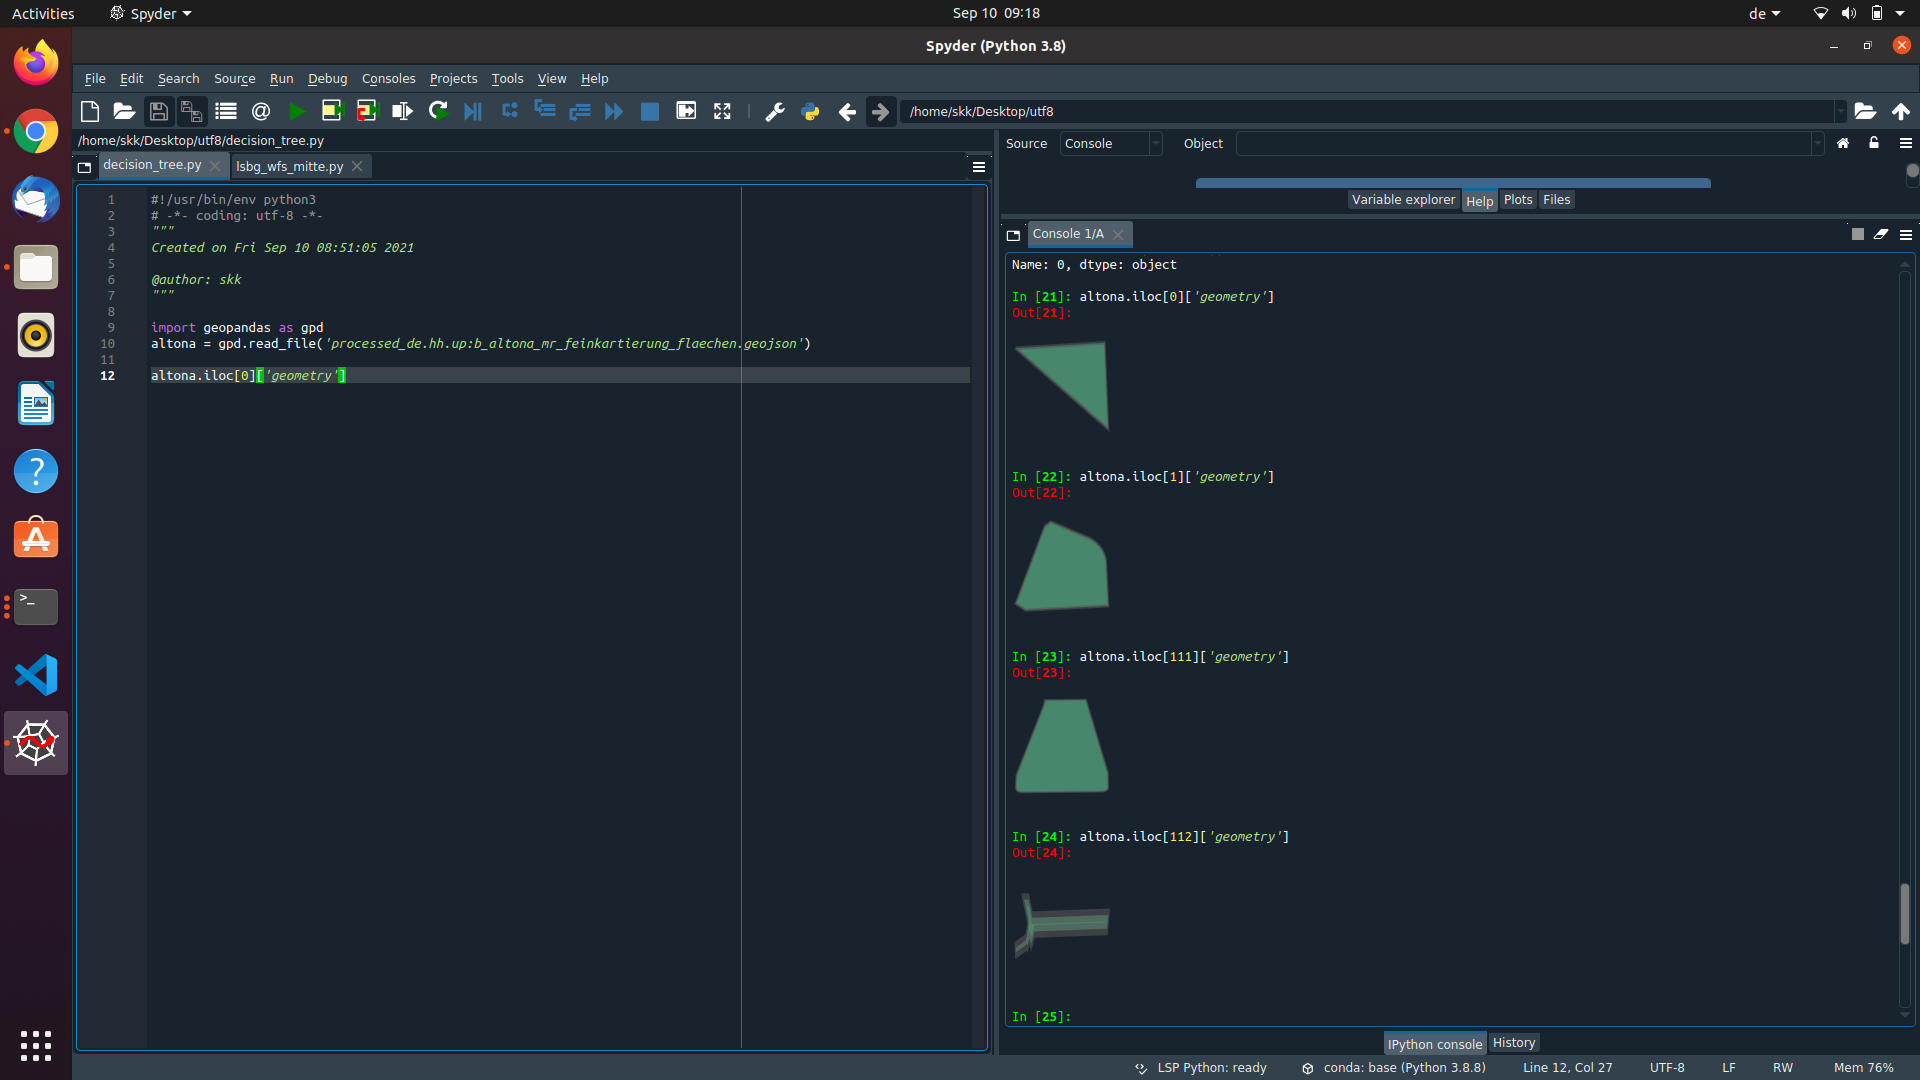 Activities
Spyder
Sep 10 09:18
de
Spyder (Python 3.8)
File Edit Search Source Run Debug Consoles Projects Tools View Help
/home/skk/Desktop/utf8
/home/skk/Desktop/utf8/decision_tree.py
decision_tree.py
lsbg_wfs_mitte.py
1 #!/usr/bin/env python3
2 # -*- coding: utf-8 -*-
3 """
4 Created on Fri Sep 10 08:51:05 2021
5
6 @author: skk
7 """
8
9 import geopandas as gpd
10 altona = gpd.read_file('processed_de.hh.up:b_altona_mr_feinkartierung_flaechen.geojson')
11
12 altona.iloc[0]['geometry']
Source Console Object
Variable explorer Help Plots Files
Console 1/A
Name: 0, dtype: object
In [21]: altona.iloc[0]['geometry']
Out[21]:
In [22]: altona.iloc[1]['geometry']
Out[22]:
In [23]: altona.iloc[111]['geometry']
Out[23]:
In [24]: altona.iloc[112]['geometry']
Out[24]:
In [25]:
IPython console History
LSP Python: ready conda: base (Python 3.8.8) Line 12, Col 27 UTF-8 LF RW Mem 76%